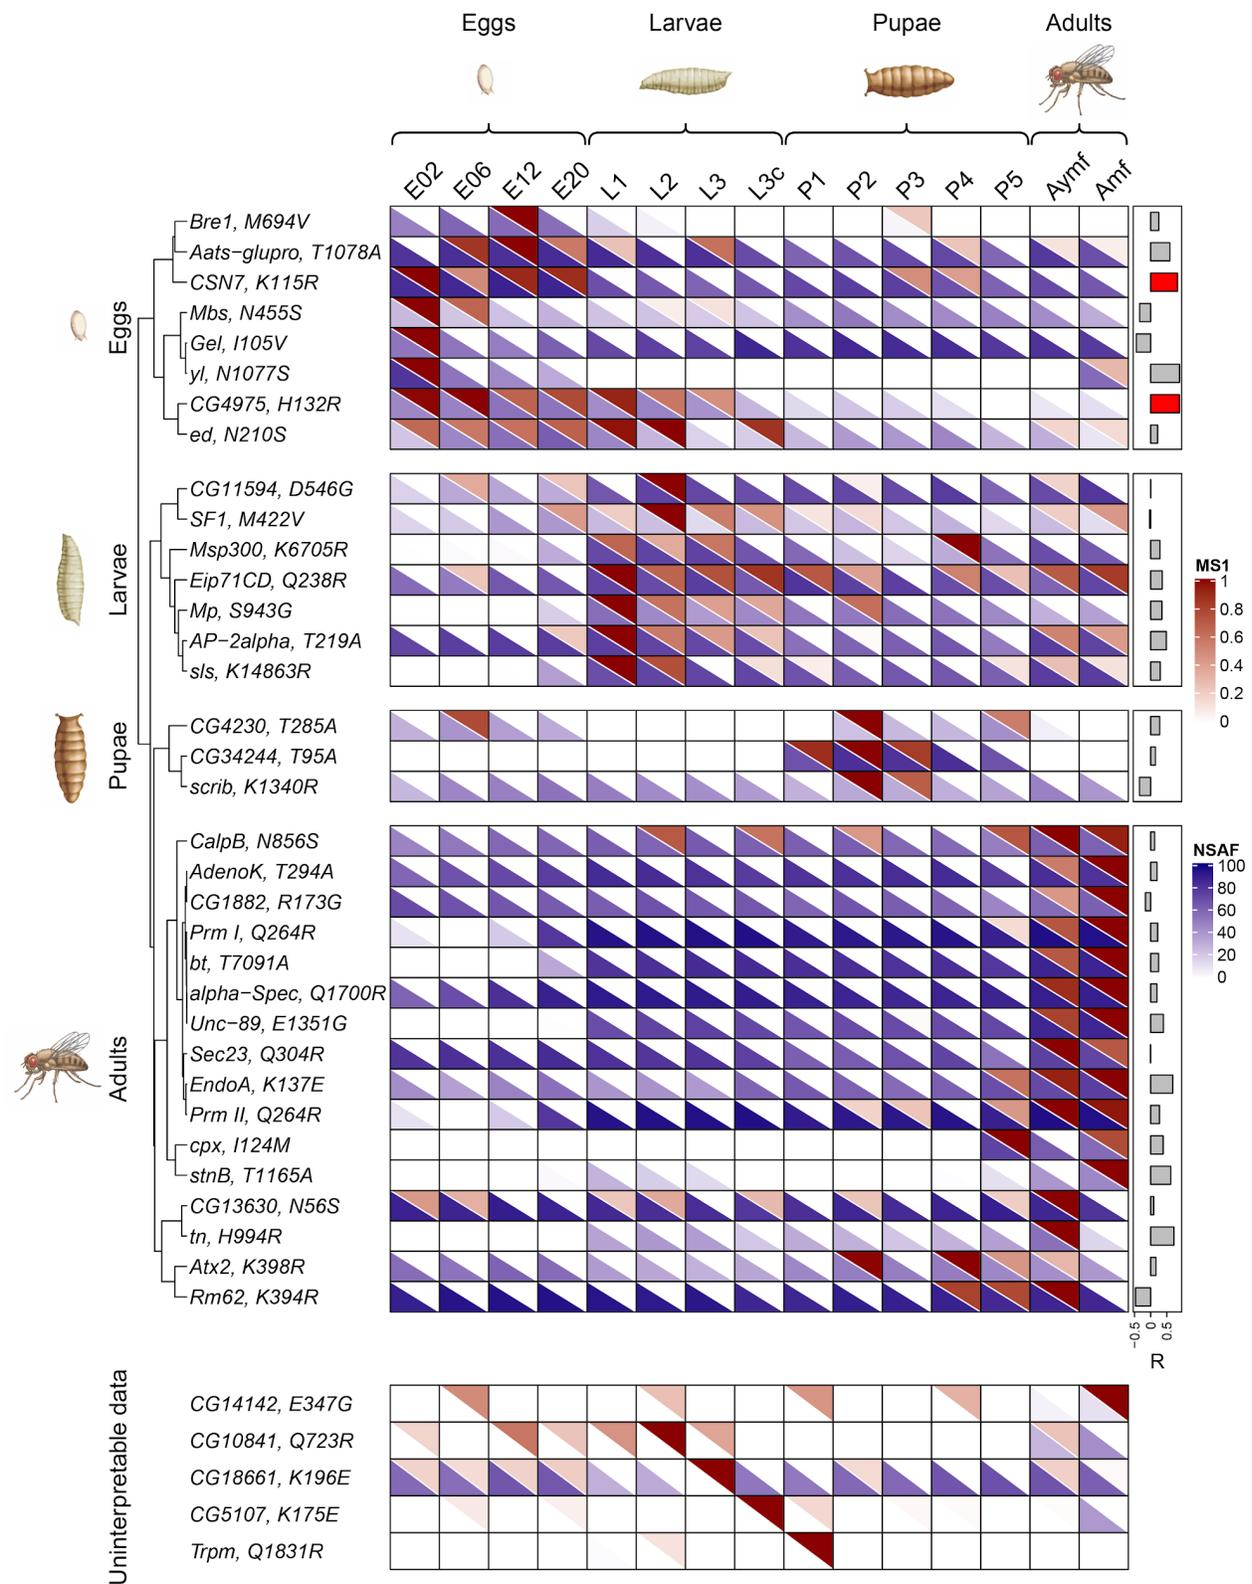 Eggs Larvae Pupae Adults
E02 E06 E12 E20 L1 L2 L3 L3c P1 P2 P3 P4 P5 Aymf Amf
Eggs
Bre1, M694V
Aats−glupro, T1078A
CSN7, K115R
Mbs, N455S
Gel, I105V
yl, N1077S
CG4975, H132R
ed, N210S
Larvae
CG11594, D546G
SF1, M422V
Msp300, K6705R
Eip71CD, Q238R
Mp, S943G
AP−2alpha, T219A
sls, K14863R
Pupae
CG4230, T285A
CG34244, T95A
scrib, K1340R
Adults
CalpB, N856S
AdenoK, T294A
CG1882, R173G
Prm I, Q264R
bt, T7091A
alpha−Spec, Q1700R
Unc−89, E1351G
Sec23, Q304R
EndoA, K137E
Prm II, Q264R
cpx, I124M
stnB, T1165A
CG13630, N56S
tn, H994R
Atx2, K398R
Rm62, K394R
−0.5 0 0.5
R
MS1
1
0.8
0.6
0.4
0.2
0
NSAF
100
80
60
40
20
0
Uninterpretable data
CG14142, E347G
CG10841, Q723R
CG18661, K196E
CG5107, K175E
Trpm, Q1831R